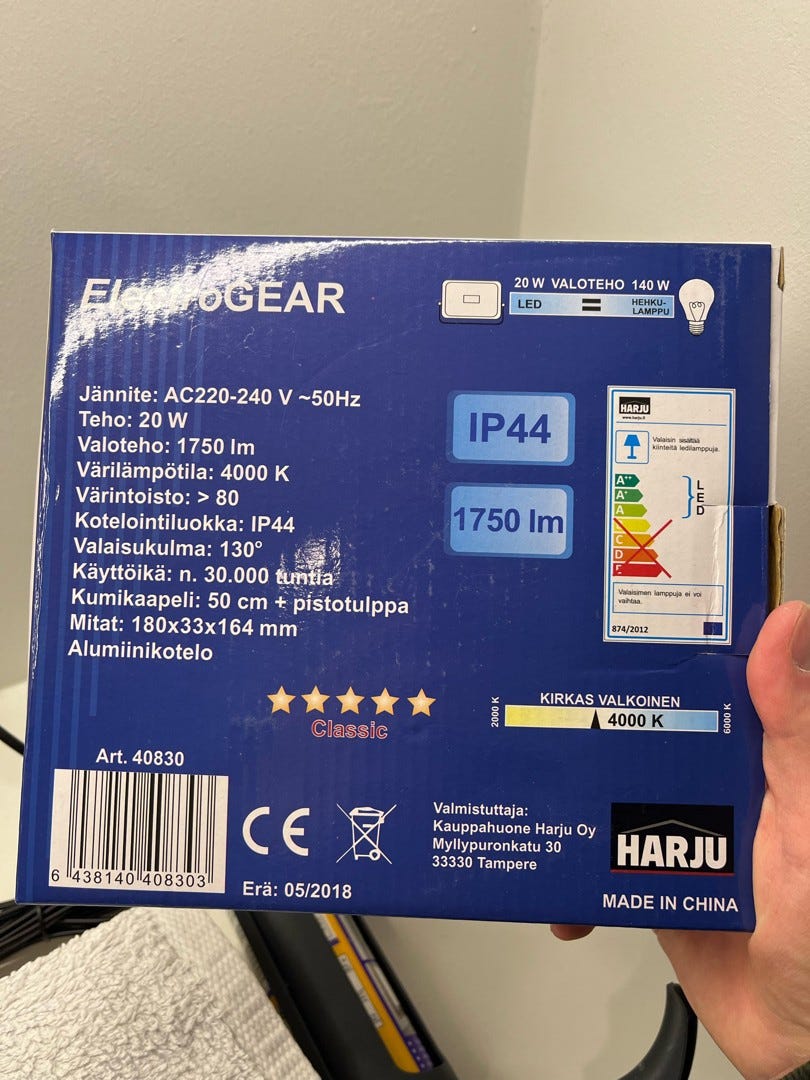 ElectroGEAR
20 W VALOTEHO 140 W
LED = HEHKU-
LAMPPU
Jännite: AC220-240 V ~50Hz
Teho: 20 W
Valoteho: 1750 lm
Värilämpötila: 4000 K
Värintoisto: > 80
Kotelointiluokka: IP44
Valaisukulma: 130°
Käyttöikä: n. 30.000 tuntia
Kumikaapeli: 50 cm + pistotulppa
Mitat: 180x33x164 mm
Alumiinikotelo
IP44
1750 lm
HARJU
www.harju.fi
Valaisin sisältää
kiinteitä ledilamppuja.
A++
A+
A
C
D
E
LED
Valaisimen lamppuja ei voi
vaihtaa.
874/2012
Classic
KIRKAS VALKOINEN
2000 K
4000 K
6000 K
Art. 40830
6 438140 408303
CE
Erä: 05/2018
Valmistuttaja:
Kauppahuone Harju Oy
Myllypuronkatu 30
33330 Tampere
HARJU
MADE IN CHINA